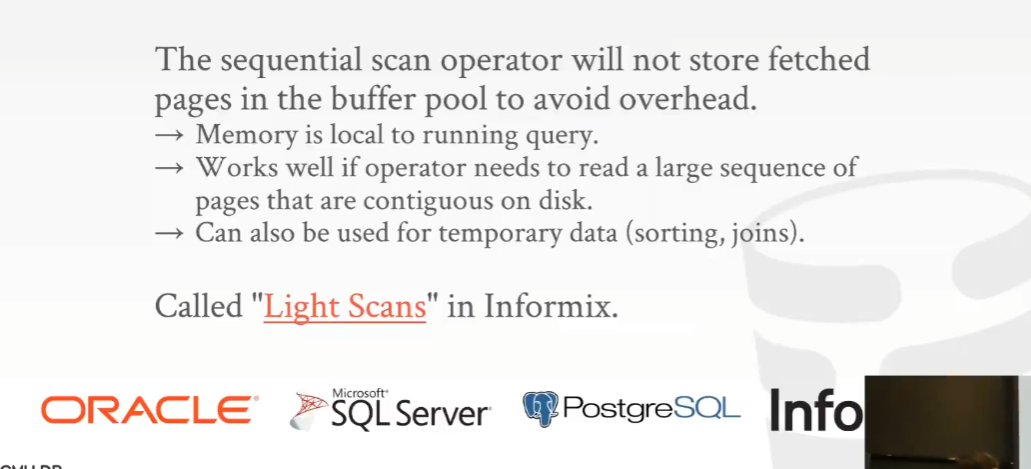 The sequential scan operator will not store fetched
pages in the buffer pool to avoid overhead.
→ Memory is local to running query.
→ Works well if operator needs to read a large sequence of
pages that are contiguous on disk.
→ Can also be used for temporary data (sorting, joins).
Called "Light Scans" in Informix.
ORACLE® Microsoft® SQL Server® PostgreSQL Info